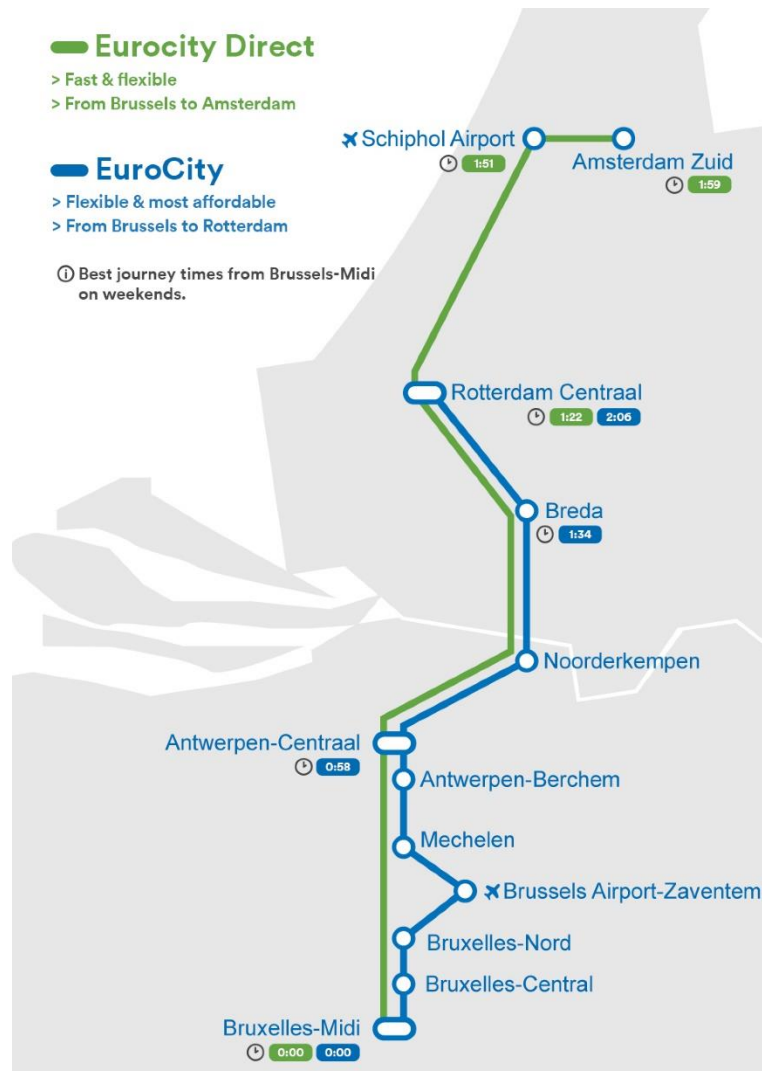 Eurocity Direct
> Fast & flexible
> From Brussels to Amsterdam
EuroCity
> Flexible & most affordable
> From Brussels to Rotterdam
Best journey times from Brussels-Midi
on weekends.
Schiphol Airport
1:51
Amsterdam Zuid
1:59
Rotterdam Centraal
1:22 2:06
Breda
1:34
Noorderkempen
Antwerpen-Centraal
0:58
Antwerpen-Berchem
Mechelen
Brussels Airport-Zaventem
Bruxelles-Nord
Bruxelles-Central
Bruxelles-Midi
0:00 0:00